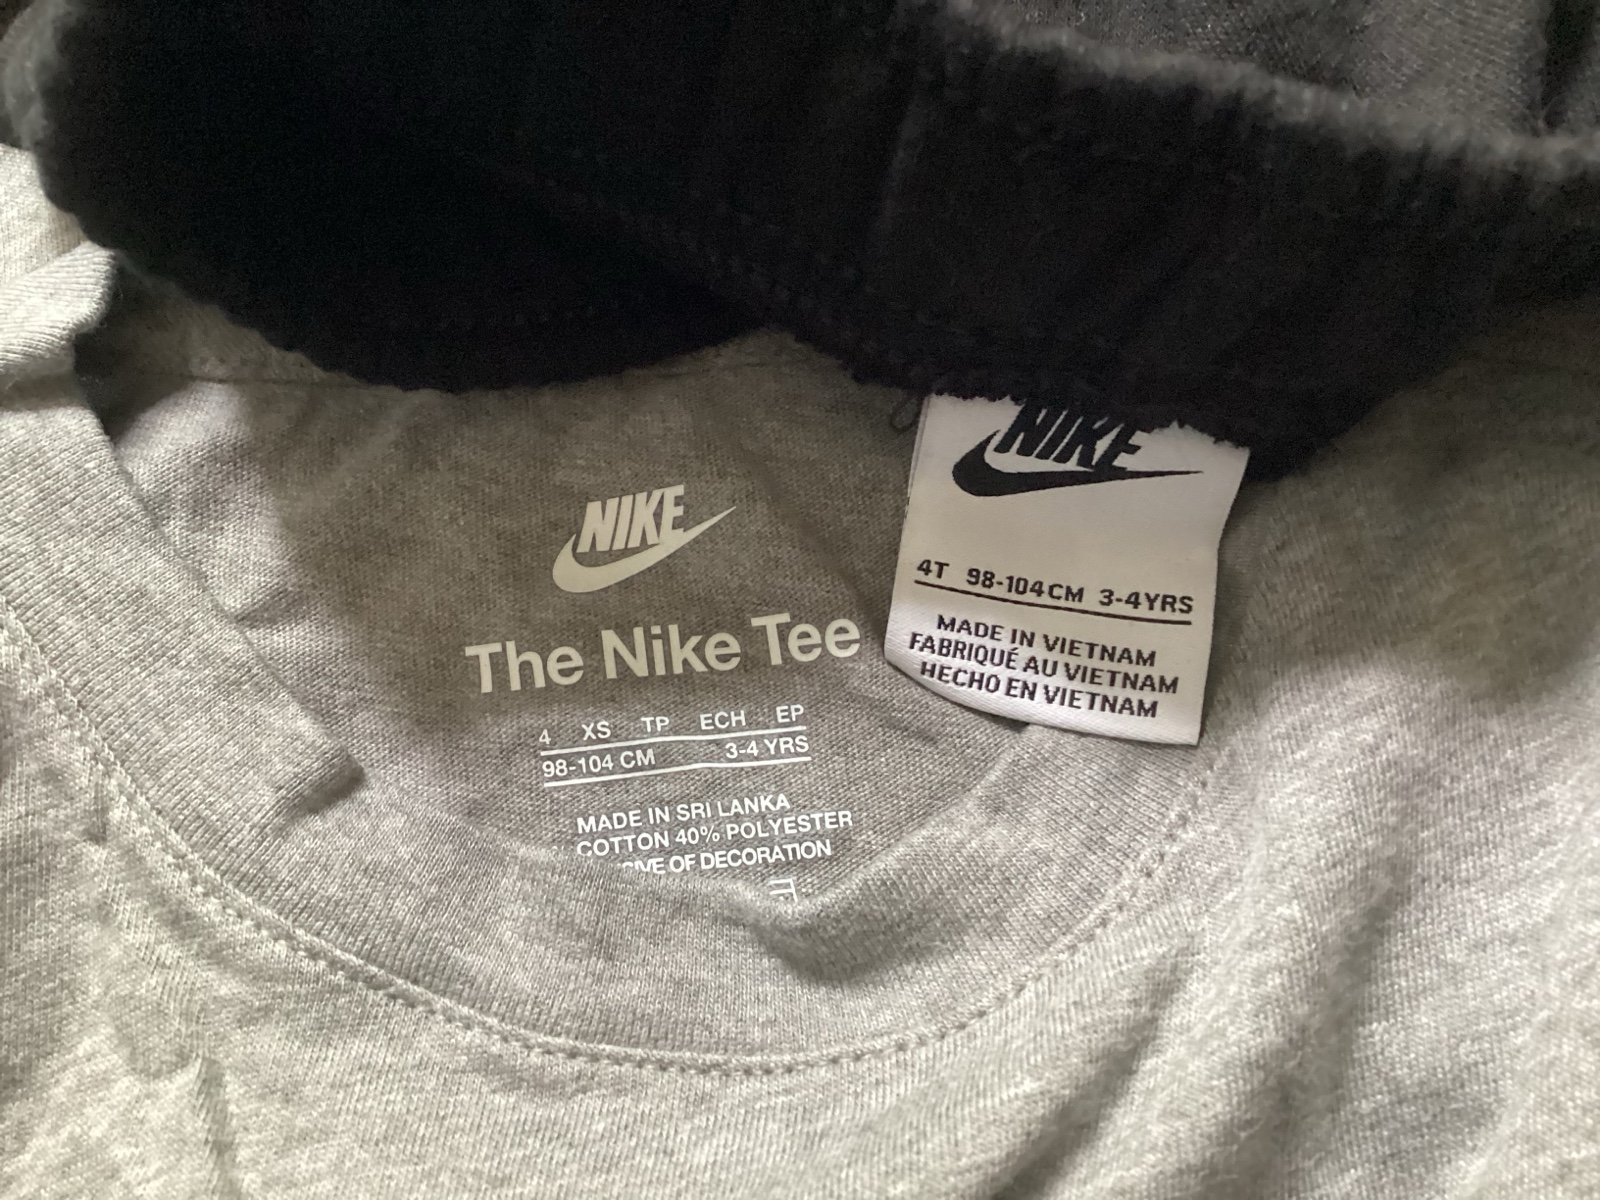 NIKE
The Nike Tee
4 XS TP ECH EP
98-104 CM 3-4 YRS
MADE IN SRI LANKA
COTTON 40% POLYESTER
OF DECORATION
NIKE
4T 98-104CM 3-4YRS
MADE IN VIETNAM
FABRIQUÉ AU VIETNAM
HECHO EN VIETNAM